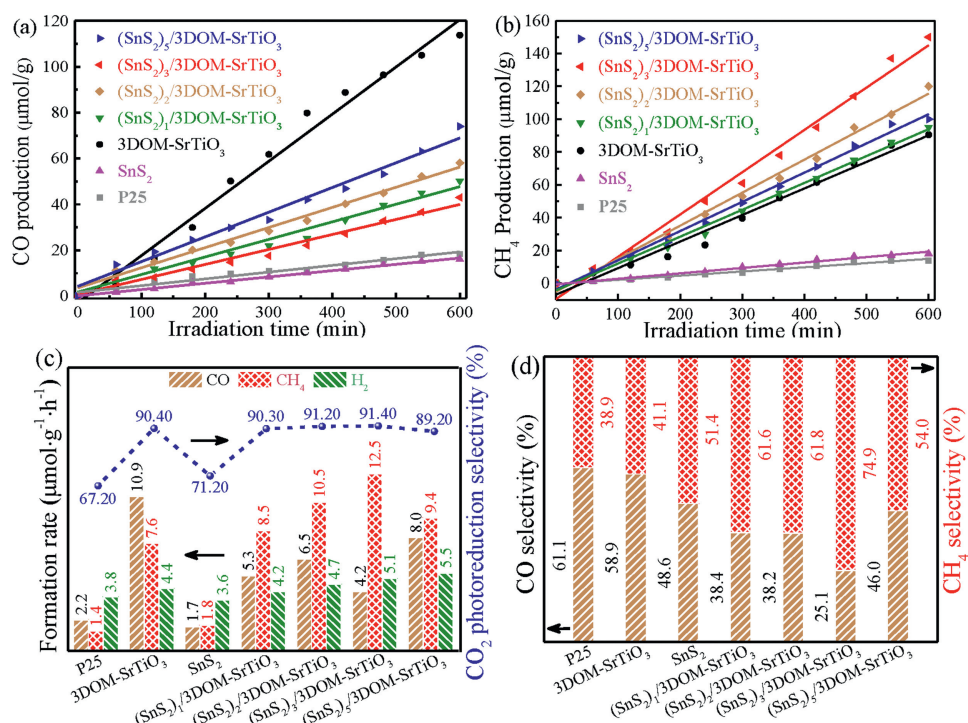 (a)
CO production (μmol/g)
120
100
80
60
40
20
0
(SnS₂)₅/3DOM-SrTiO₃
(SnS₂)₃/3DOM-SrTiO₃
(SnS₂)₂/3DOM-SrTiO₃
(SnS₂)₁/3DOM-SrTiO₃
3DOM-SrTiO₃
SnS₂
P25
0 100 200 300 400 500 600
Irradiation time (min)
(b)
CH₄ Production (μmol/g)
160
140
120
100
80
60
40
20
0
(SnS₂)₅/3DOM-SrTiO₃
(SnS₂)₃/3DOM-SrTiO₃
(SnS₂)₂/3DOM-SrTiO₃
(SnS₂)₁/3DOM-SrTiO₃
3DOM-SrTiO₃
SnS₂
P25
0 100 200 300 400 500 600
Irradiation time (min)
(c)
Formation rate (μmol·g⁻¹·h⁻¹)
CO₂ photoreduction selectivity (%)
CO CH₄ H₂
67.20 90.40 71.20 90.30 91.20 91.40 89.20
2.2 1.4 3.8
10.9 7.6 4.4
1.7 1.8 3.6
5.3 8.5 4.2
6.5 10.5 4.7
4.2 12.5 5.1
8.0 9.4 5.5
P25
3DOM-SrTiO₃
SnS₂
(SnS₂)₁/3DOM-SrTiO₃
(SnS₂)₂/3DOM-SrTiO₃
(SnS₂)₃/3DOM-SrTiO₃
(SnS₂)₅/3DOM-SrTiO₃
(d)
CO selectivity (%)
CH₄ selectivity (%)
38.9 41.1 51.4 61.6 61.8 74.9 54.0
61.1 58.9 48.6 38.4 38.2 25.1 46.0
P25
3DOM-SrTiO₃
SnS₂
(SnS₂)₁/3DOM-SrTiO₃
(SnS₂)₂/3DOM-SrTiO₃
(SnS₂)₃/3DOM-SrTiO₃
(SnS₂)₅/3DOM-SrTiO₃